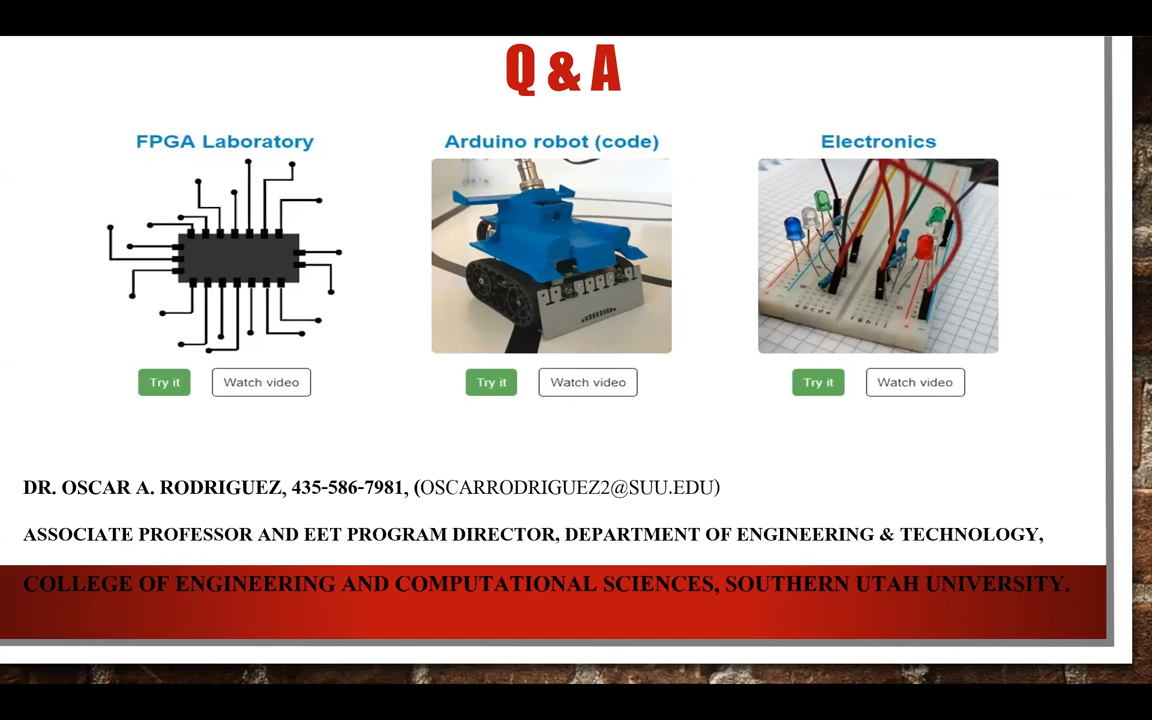 Q & A
FPGA Laboratory
Arduino robot (code)
Electronics
Try it
Watch video
Try it
Watch video
Try it
Watch video
DR. OSCAR A. RODRIGUEZ, 435-586-7981, (OSCARRODRIGUEZ2@SUU.EDU)
ASSOCIATE PROFESSOR AND EET PROGRAM DIRECTOR, DEPARTMENT OF ENGINEERING & TECHNOLOGY,
COLLEGE OF ENGINEERING AND COMPUTATIONAL SCIENCES, SOUTHERN UTAH UNIVERSITY.